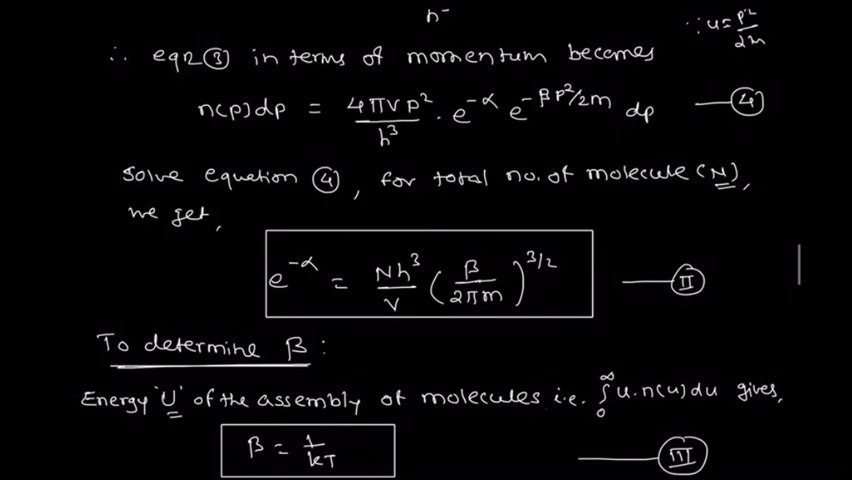 ∵ u = p²/2m
∴ eqn ③ in terms of momentum becomes
n(p)dp = 4πVp²/h³ · e^-α e^-βp²/2m dp —— ④
Solve equation ④, for total no. of molecule (N),
we get,
e^-α = Nh³/V (β/2πm)^3/2 —— Ⅱ
To determine β :
Energy 'U' of the assembly of molecules i.e. ∫₀^∞ u·n(u)du gives,
β = 1/kT —— Ⅲ